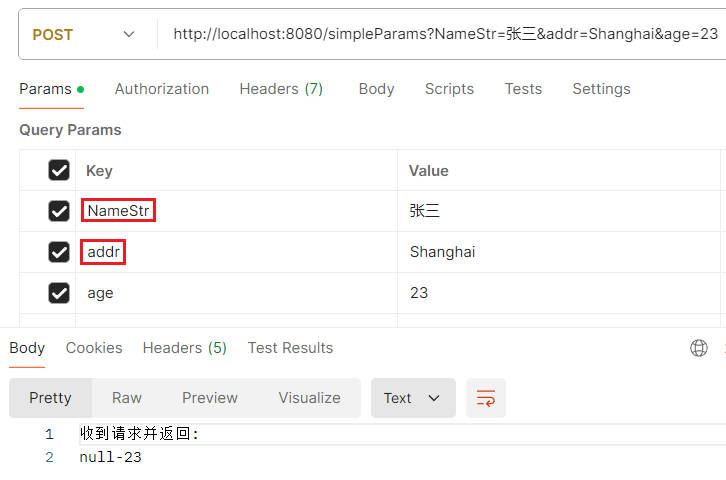 POST http://localhost:8080/simpleParams?NameStr=张三&addr=Shanghai&age=23
Params Authorization Headers (7) Body Scripts Tests Settings
Query Params
Key Value
NameStr 张三
addr Shanghai
age 23
Body Cookies Headers (5) Test Results
Pretty Raw Preview Visualize Text
1 收到请求并返回:
2 null-23